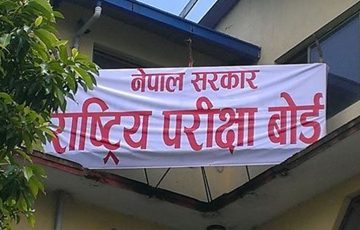 नेपाल सरकार
राष्ट्रिय परीक्षा बोर्ड